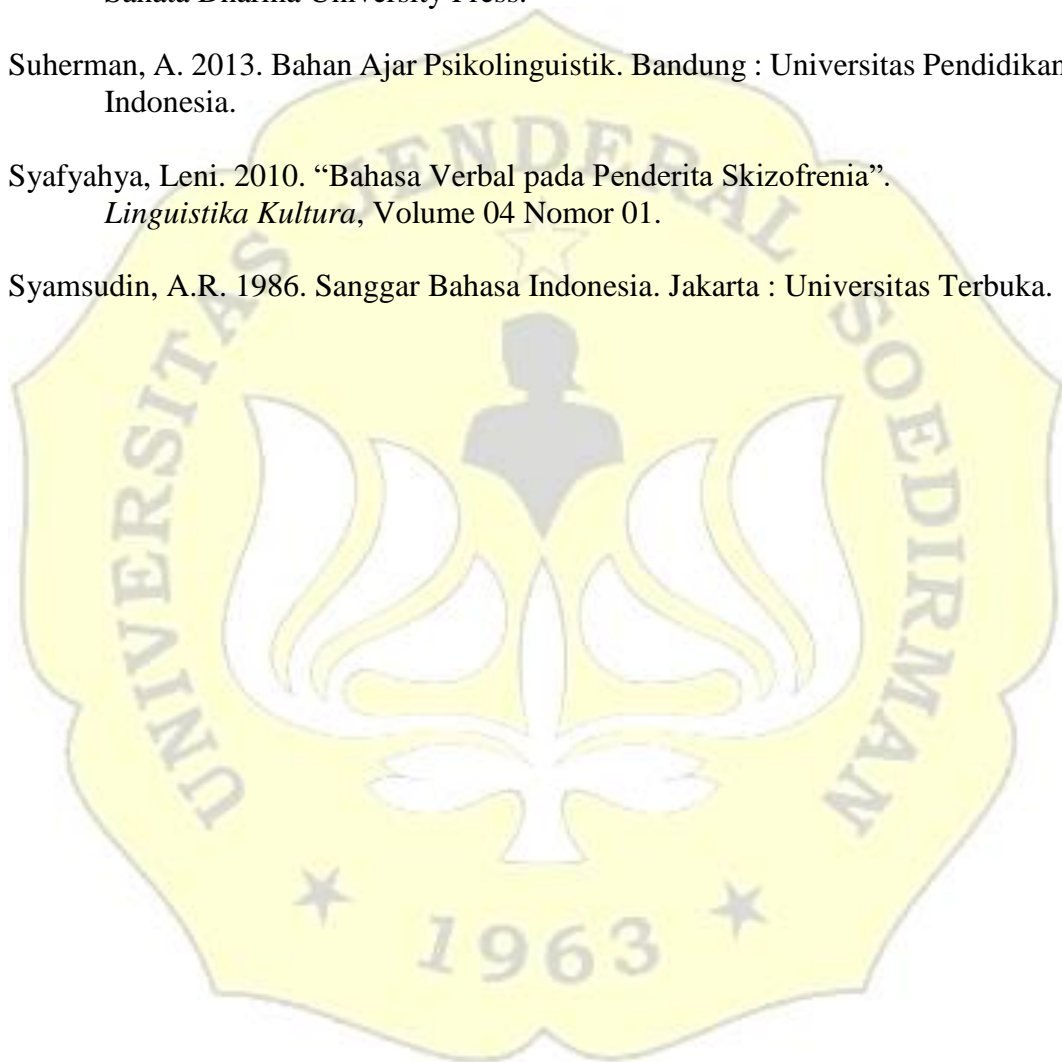 Sanata Dharma University Press.
Suherman, A. 2013. Bahan Ajar Psikolinguistik. Bandung : Universitas Pendidikan
Indonesia.
Syafyahya, Leni. 2010. “Bahasa Verbal pada Penderita Skizofrenia”.
Linguistika Kultura, Volume 04 Nomor 01.
Syamsudin, A.R. 1986. Sanggar Bahasa Indonesia. Jakarta : Universitas Terbuka.
UNIVERSITAS JENDERAL SOEDIRMAN
1963